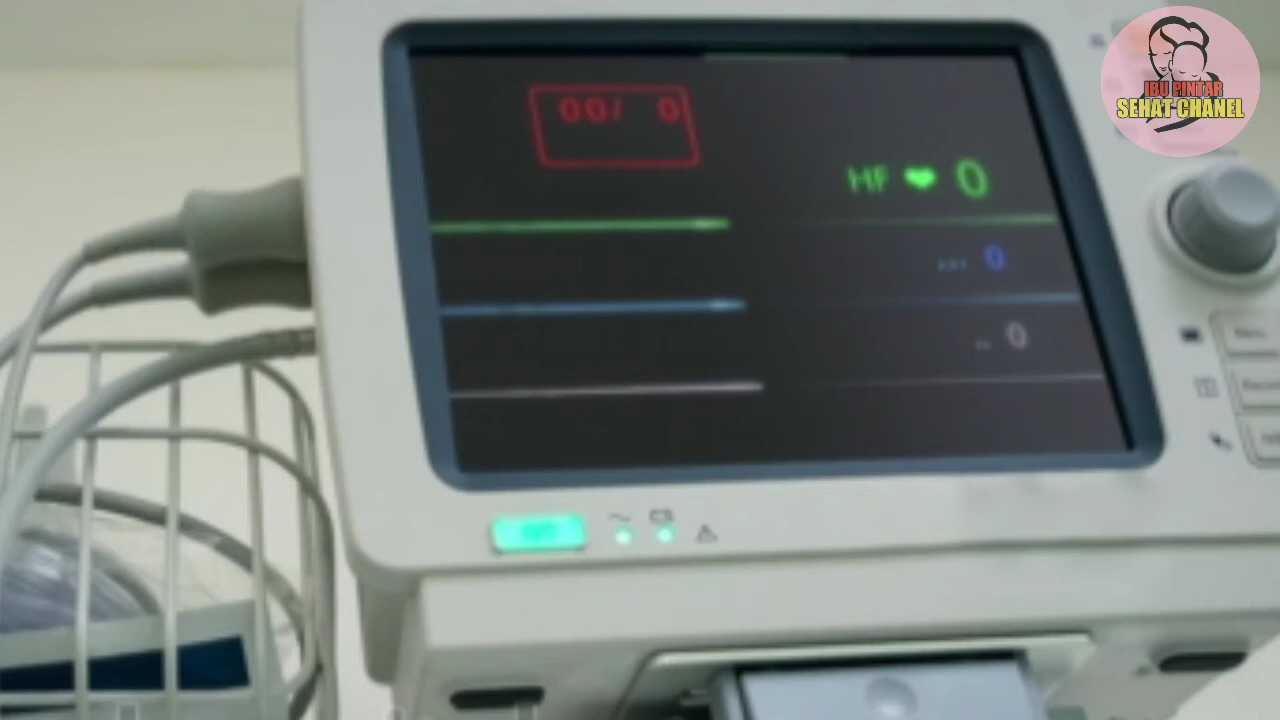 IBU PINTAR
SEHAT CHANEL
00/ 0
HF 0
... 0
.. 0